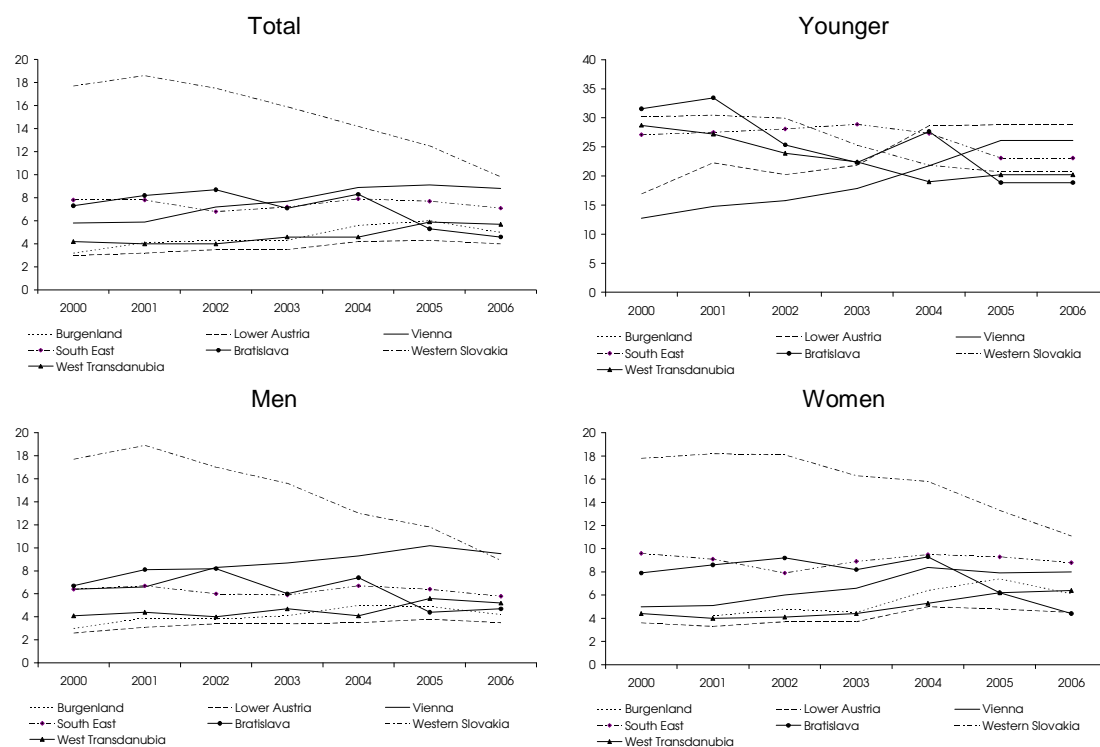 Total
20
18
16
14
12
10
8
6
4
2
0
2000 2001 2002 2003 2004 2005 2006
Burgenland Lower Austria Vienna
South East Bratislava Western Slovakia
West Transdanubia
Younger
40
35
30
25
20
15
10
5
0
2000 2001 2002 2003 2004 2005 2006
Burgenland Lower Austria Vienna
South East Bratislava Western Slovakia
West Transdanubia
Men
20
18
16
14
12
10
8
6
4
2
0
2000 2001 2002 2003 2004 2005 2006
Burgenland Lower Austria Vienna
South East Bratislava Western Slovakia
West Transdanubia
Women
20
18
16
14
12
10
8
6
4
2
0
2000 2001 2002 2003 2004 2005 2006
Burgenland Lower Austria Vienna
South East Bratislava Western Slovakia
West Transdanubia